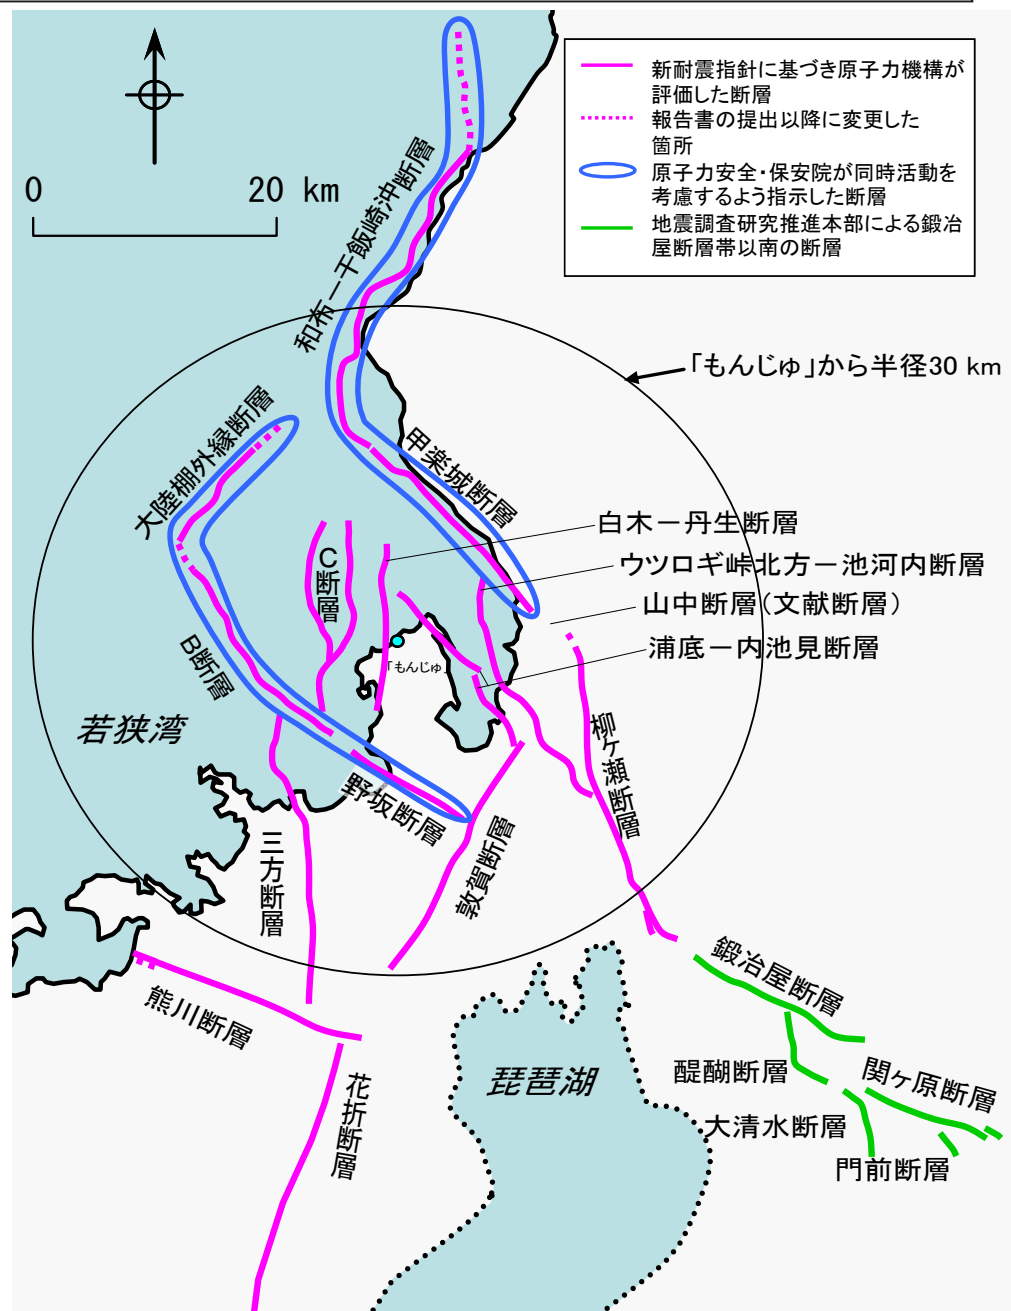 新耐震指針に基づき原子力機構が
評価した断層
報告書の提出以降に変更した
箇所
原子力安全・保安院が同時活動を
考慮するよう指示した断層
地震調査研究推進本部による鍛冶
屋断層帯以南の断層
0
20 km
和布－干飯崎沖断層
「もんじゅ」から半径30 km
大陸棚外縁断層
甲楽城断層
白木－丹生断層
C断層
ウツロギ峠北方－池河内断層
山中断層(文献断層)
浦底－内池見断層
「もんじゅ」
B断層
若狭湾
柳ヶ瀬断層
野坂断層
三方断層
敦賀断層
鍛冶屋断層
熊川断層
琵琶湖
醍醐断層
関ヶ原断層
花折断層
大清水断層
門前断層